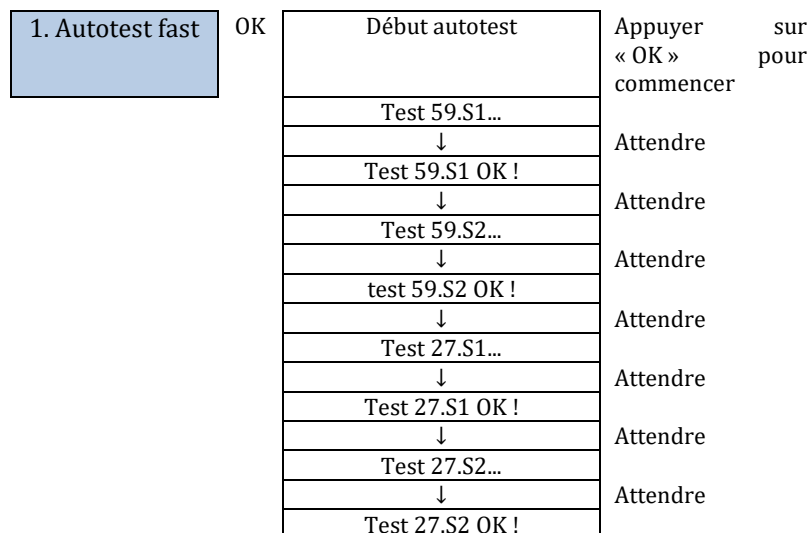 1. Autotest fast OK Début autotest Appuyer sur
« OK » pour
commencer
Test 59.S1...
↓ Attendre
Test 59.S1 OK !
↓ Attendre
Test 59.S2...
↓ Attendre
test 59.S2 OK !
↓ Attendre
Test 27.S1...
↓ Attendre
Test 27.S1 OK !
↓ Attendre
Test 27.S2...
↓ Attendre
Test 27.S2 OK !